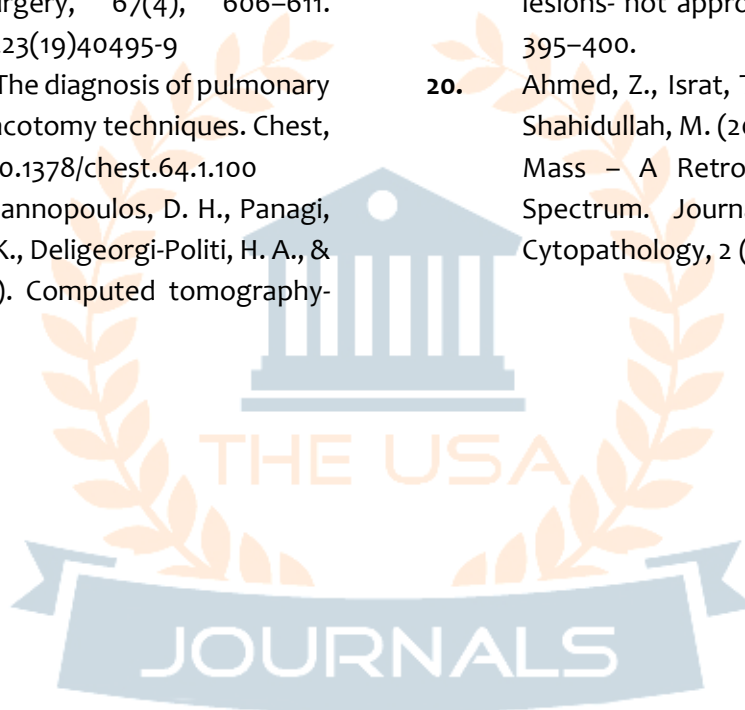 urgery, 67(4), 606–611.
23(19)40495-9
The diagnosis of pulmonary
acotomy techniques. Chest,
0.1378/chest.64.1.100
annopoulos, D. H., Panagi,
K., Deligeorgi-Politi, H. A., &
). Computed tomography-
lesions- not appro
395–400.
20. Ahmed, Z., Israt, T
Shahidullah, M. (20
Mass – A Retro
Spectrum. Journa
Cytopathology, 2 (
THE USA
JOURNALS